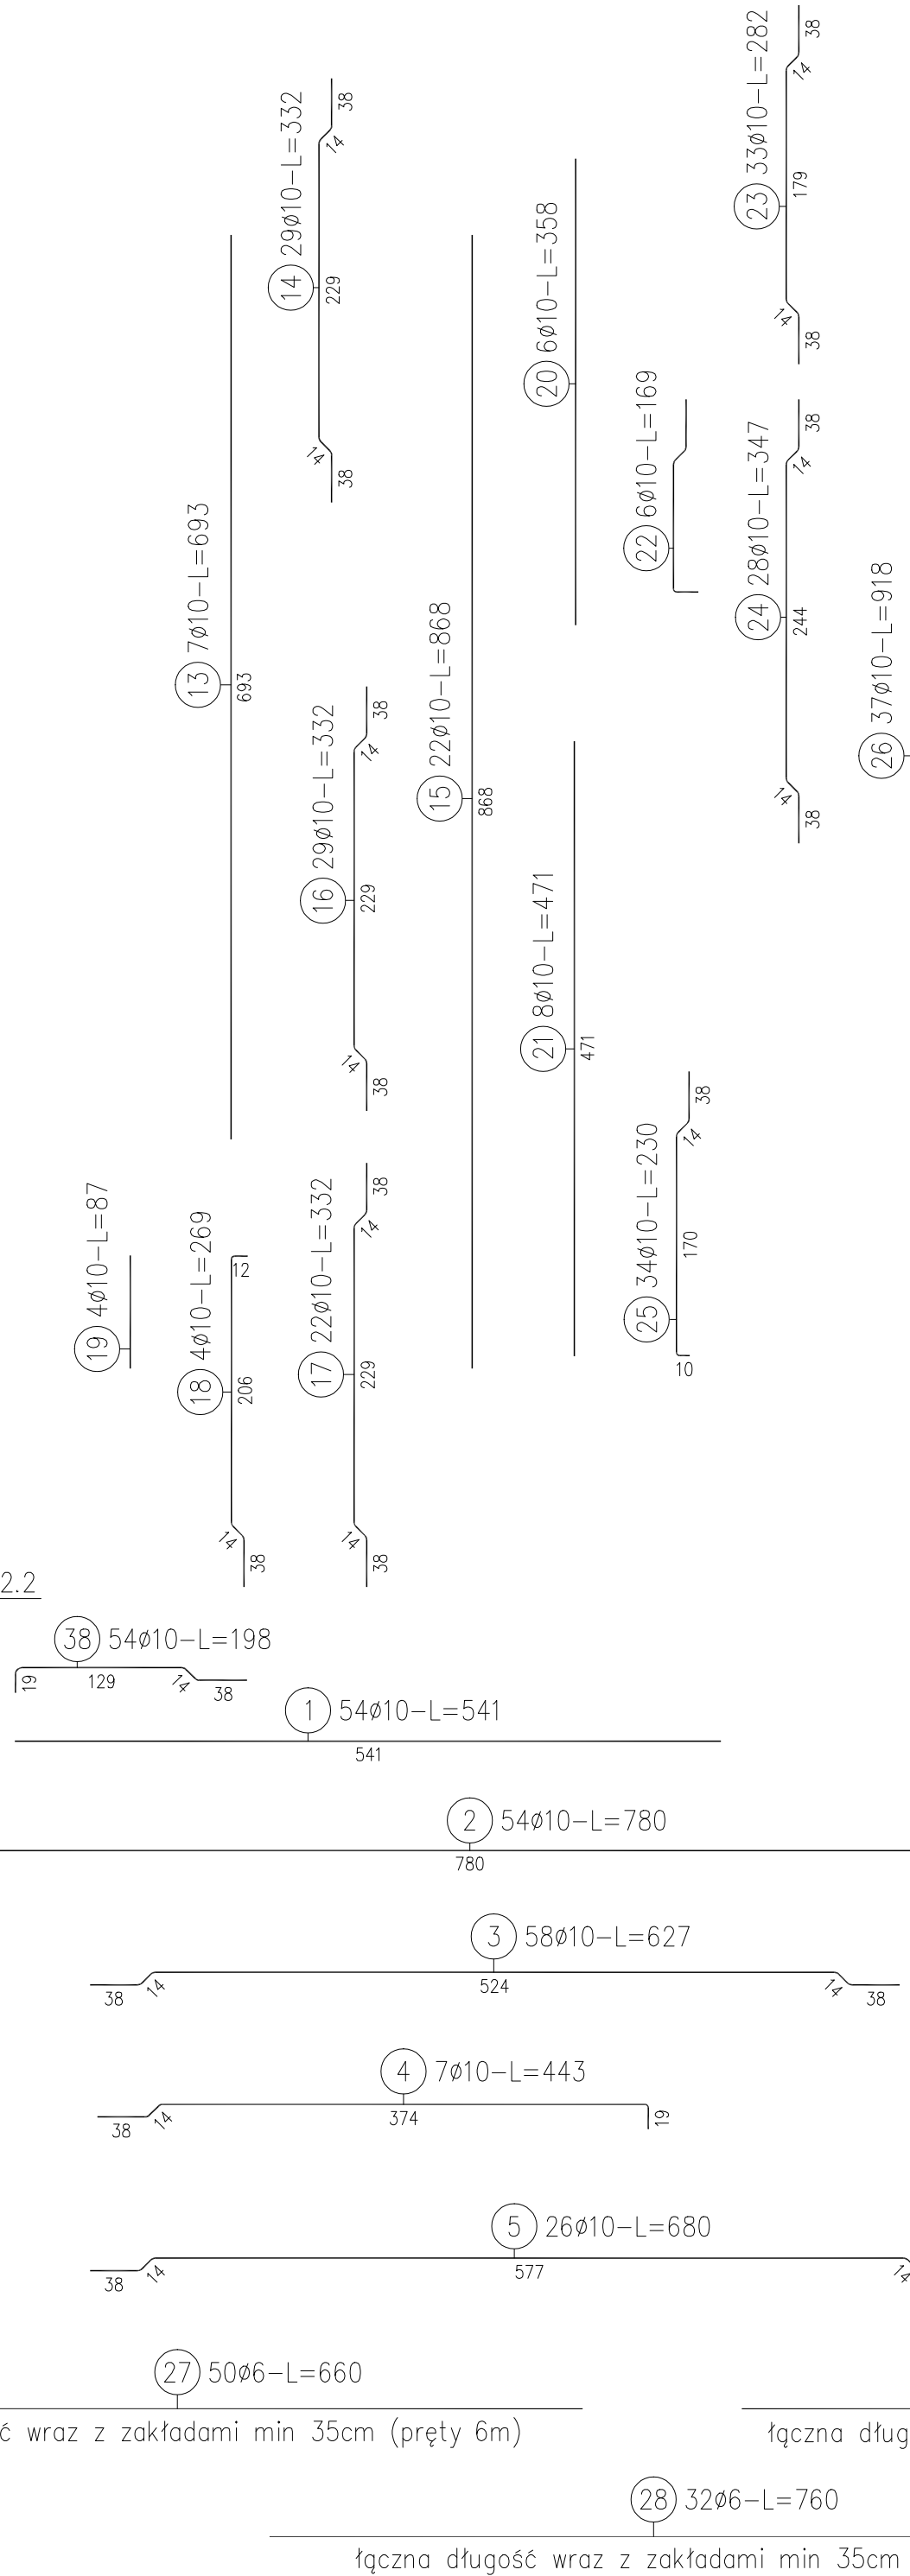 23 33ø10-L=282
38
14
179
14
38
14 29ø10-L=332
38
14
229
14
38
20 6ø10-L=358
22 6ø10-L=169
24 28ø10-L=347
38
14
244
14
38
13 7ø10-L=693
693
26 37ø10-L=918
15 22ø10-L=868
868
16 29ø10-L=332
38
14
229
14
38
21 8ø10-L=471
471
25 34ø10-L=230
38
14
170
10
19 4ø10-L=87
18 4ø10-L=269
12
206
14
38
17 22ø10-L=332
38
14
229
14
38
2.2
38 54ø10-L=198
19
129
14
38
1 54ø10-L=541
541
2 54ø10-L=780
780
3 58ø10-L=627
38
14
524
14
38
4 7ø10-L=443
38
14
374
19
5 26ø10-L=680
38
14
577
14
27 50ø6-L=660
ć wraz z zakładami min 35cm (pręty 6m)
łączna dług
28 32ø6-L=760
łączna długość wraz z zakładami min 35cm